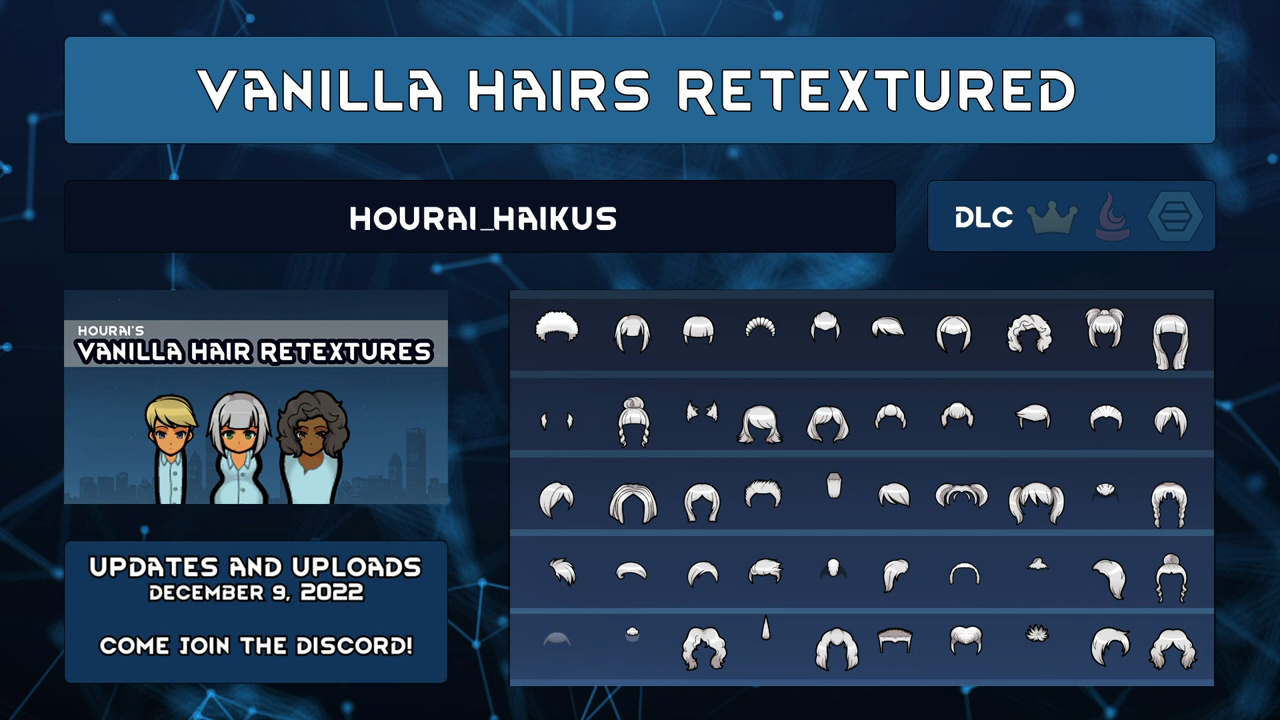 VANILLA HAIRS RETEXTURED
HOURAI_HAIKUS
DLC
HOURAI'S
VANILLA HAIR RETEXTURES
UPDATES AND UPLOADS
DECEMBER 9, 2022
COME JOIN THE DISCORD!